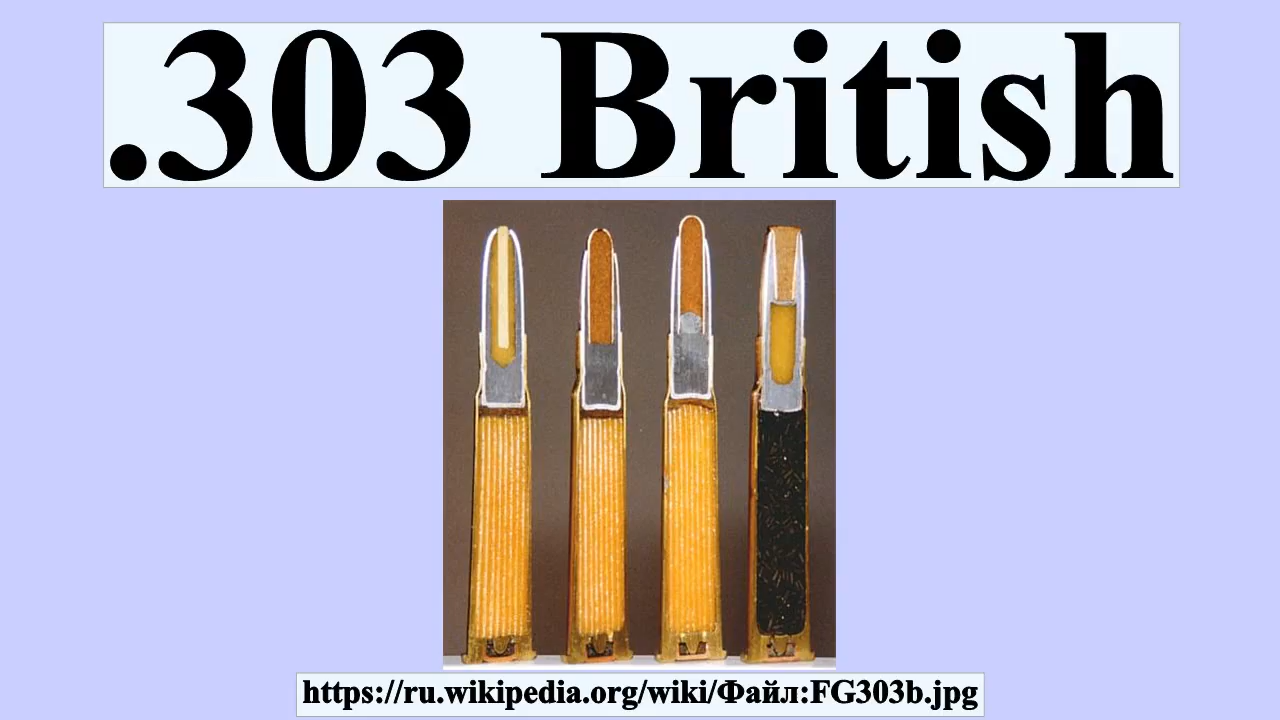 .303 British
https://ru.wikipedia.org/wiki/Файл:FG303b.jpg